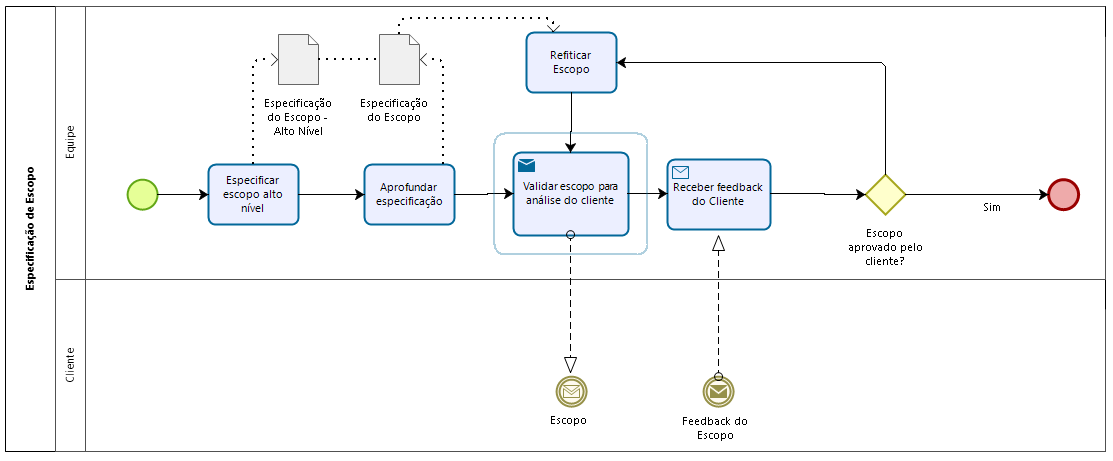 Especificação de Escopo
Equipe
Cliente
Refiticar
Escopo
Especificação
do Escopo -
Alto Nível
Especificação
do Escopo
Especificar
escopo alto
nível
Aprofundar
especificação
Validar escopo para
análise do cliente
Receber feedback
do Cliente
Escopo
aprovado pelo
cliente?
Sim
Escopo
Feedback do
Escopo